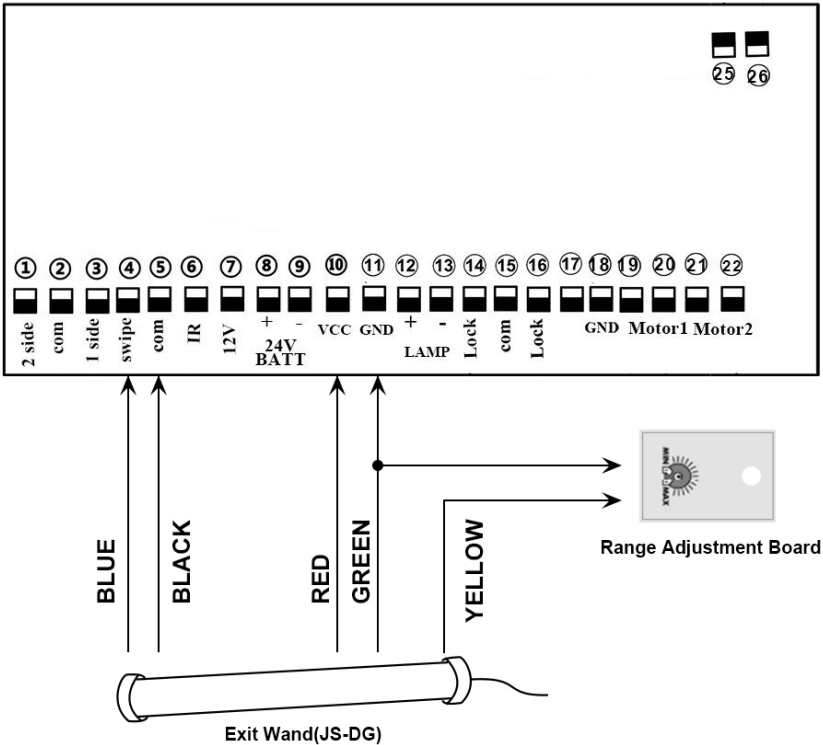 ㉕ ㉖
① ② ③ ④ ⑤ ⑥ ⑦ ⑧ ⑨ ⑩ ⑪ ⑫ ⑬ ⑭ ⑮ ⑯ ⑰ ⑱ ⑲ ⑳ ㉑ ㉒
2 side
com
1 side
swipe
com
IR
12V
+ -
24V
BATT
VCC
GND
+ -
LAMP
Lock
com
Lock
GND
Motor1
Motor2
BLUE
BLACK
RED
GREEN
YELLOW
MIN MAX
Range Adjustment Board
Exit Wand(JS-DG)